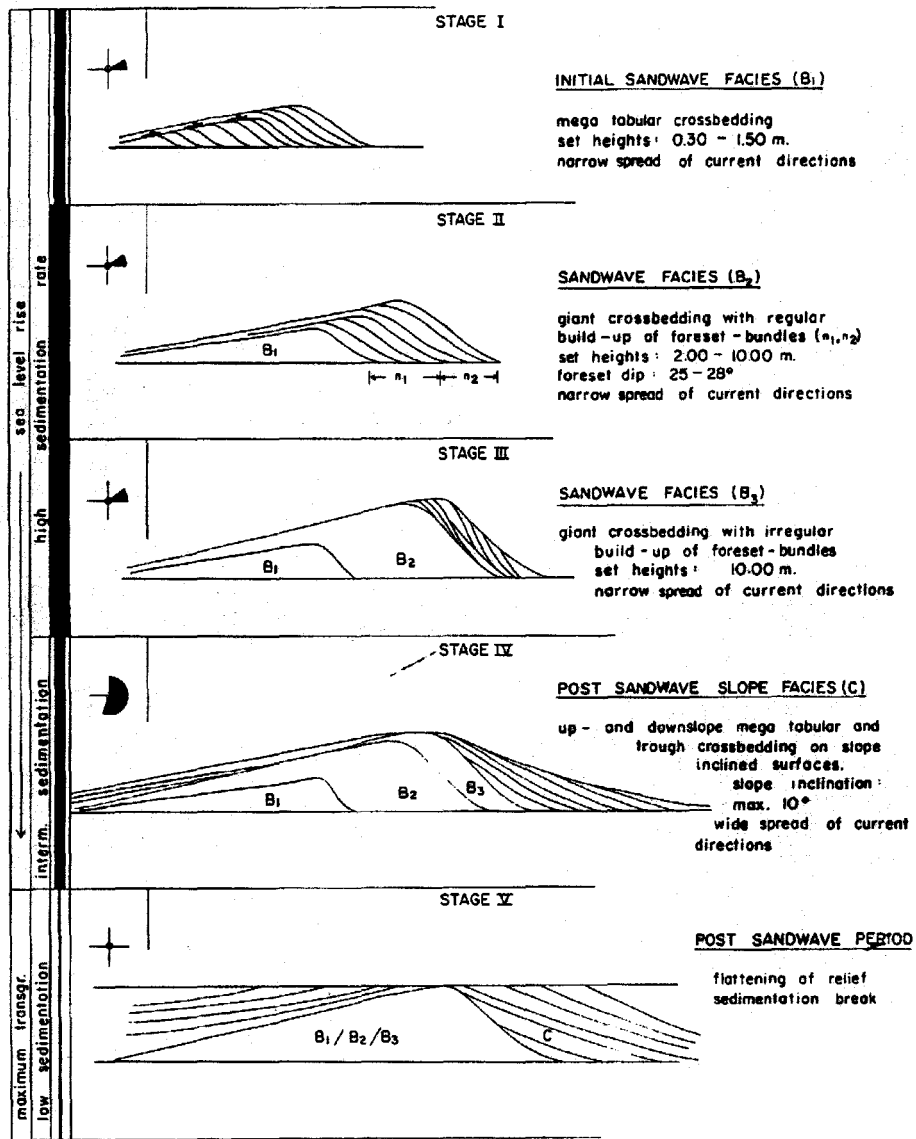 STAGE I
INITIAL SANDWAVE FACIES (B₁)
mega tabular crossbedding
set heights: 0.30 - 1.50 m.
narrow spread of current directions
STAGE II
SANDWAVE FACIES (B₂)
giant crossbedding with regular
build-up of foreset-bundles (n₁,n₂)
set heights: 2.00 - 10.00 m.
foreset dip: 25-28°
narrow spread of current directions
B₁
n₁
n₂
STAGE III
SANDWAVE FACIES (B₃)
giant crossbedding with irregular
build-up of foreset-bundles
set heights: 10.00 m.
narrow spread of current directions
B₁
B₂
STAGE IV
POST SANDWAVE SLOPE FACIES (C)
up- and downslope mega tabular and
trough crossbedding on slope
inclined surfaces.
slope inclination:
max. 10°
wide spread of current
directions
B₁
B₂
B₃
STAGE V
POST SANDWAVE PERIOD
flattening of relief
sedimentation break
B₁/B₂/B₃
C
sea level rise
maximum transgr.
high sedimentation rate
interm. sedimentation
low sedimentation